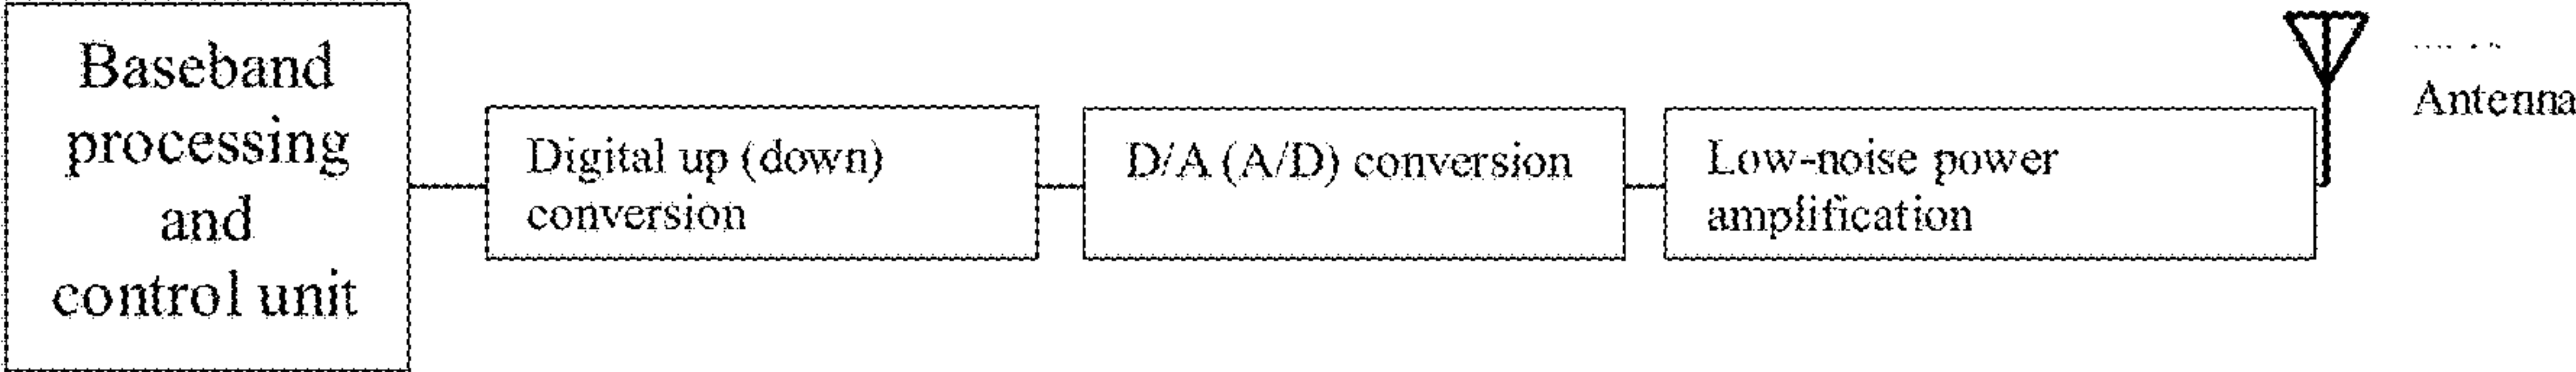 Baseband
processing
and
control unit
Digital up (down)
conversion
D/A (A/D) conversion
Low-noise power
amplification
Antenna